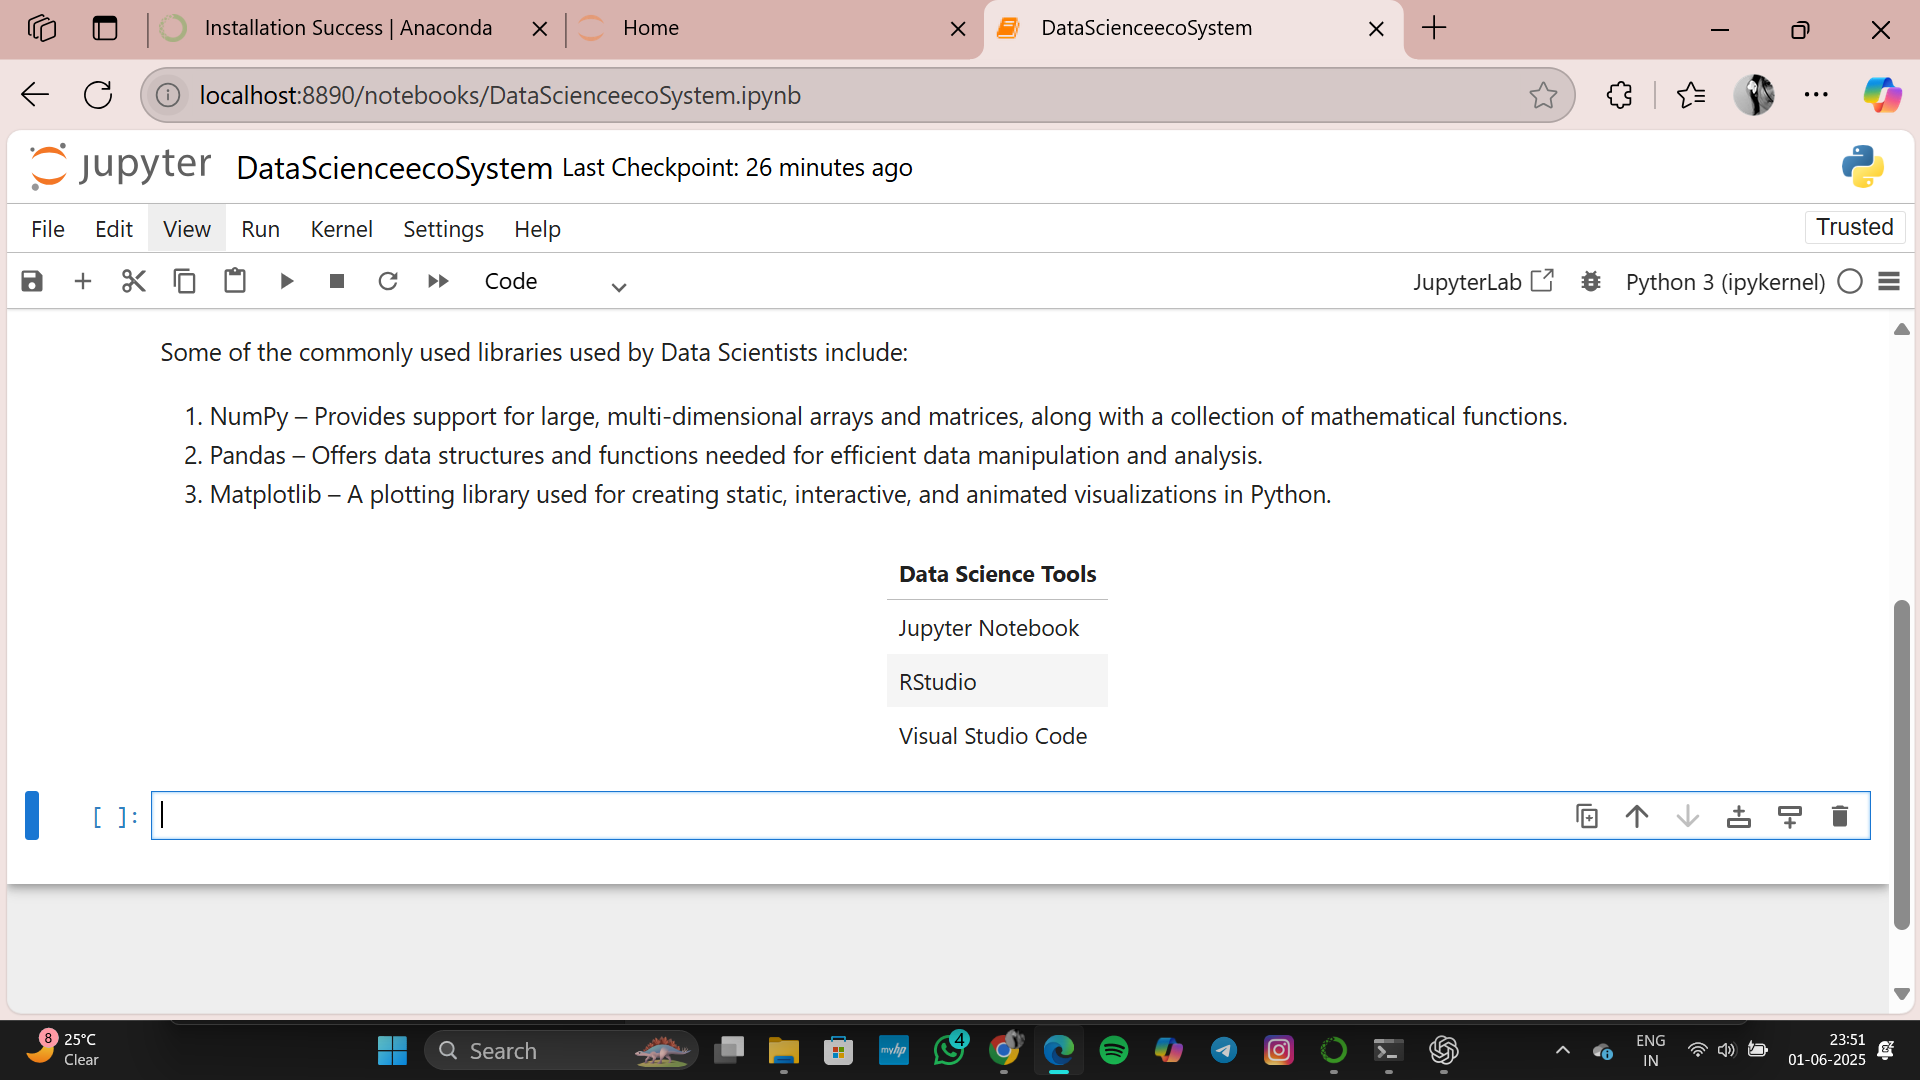 Installation Success | Anaconda
Home
DataScienceecoSystem
localhost:8890/notebooks/DataScienceecoSystem.ipynb
jupyter DataScienceecoSystem Last Checkpoint: 26 minutes ago
File Edit View Run Kernel Settings Help Trusted
Code JupyterLab Python 3 (ipykernel)
Some of the commonly used libraries used by Data Scientists include:
1. NumPy – Provides support for large, multi-dimensional arrays and matrices, along with a collection of mathematical functions.
2. Pandas – Offers data structures and functions needed for efficient data manipulation and analysis.
3. Matplotlib – A plotting library used for creating static, interactive, and animated visualizations in Python.
Data Science Tools
Jupyter Notebook
RStudio
Visual Studio Code
[ ]:
8 25°C
Clear
Search
myhp
4
ENG
IN
23:51
01-06-2025